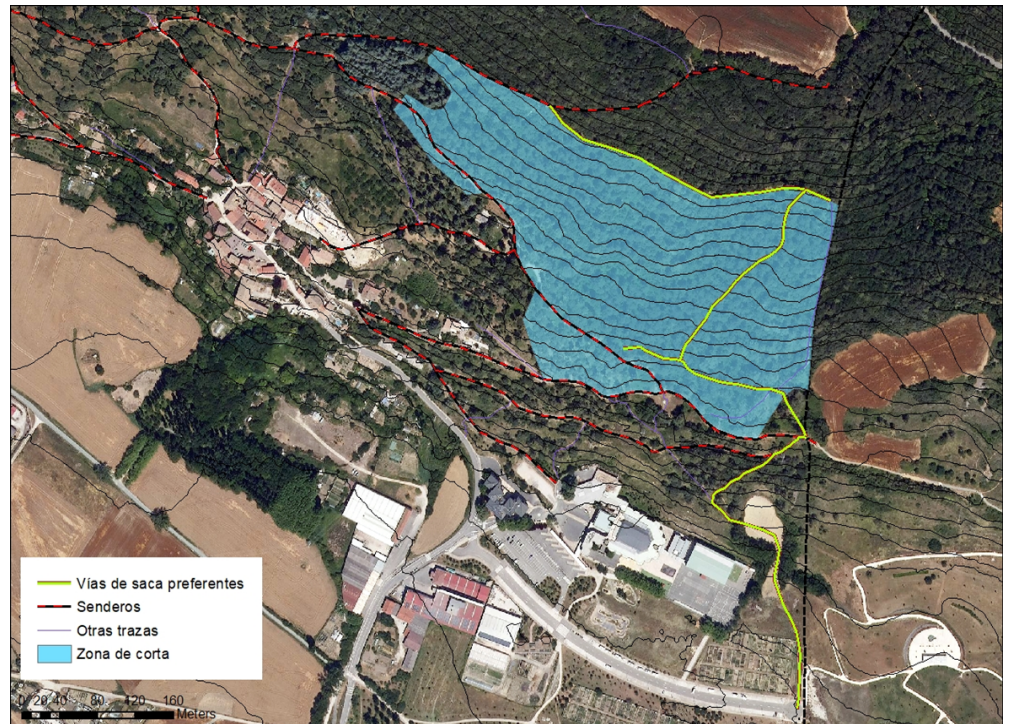 Vías de saca preferentes
Senderos
Otras trazas
Zona de corta
0 20 40 80 120 160
Meters